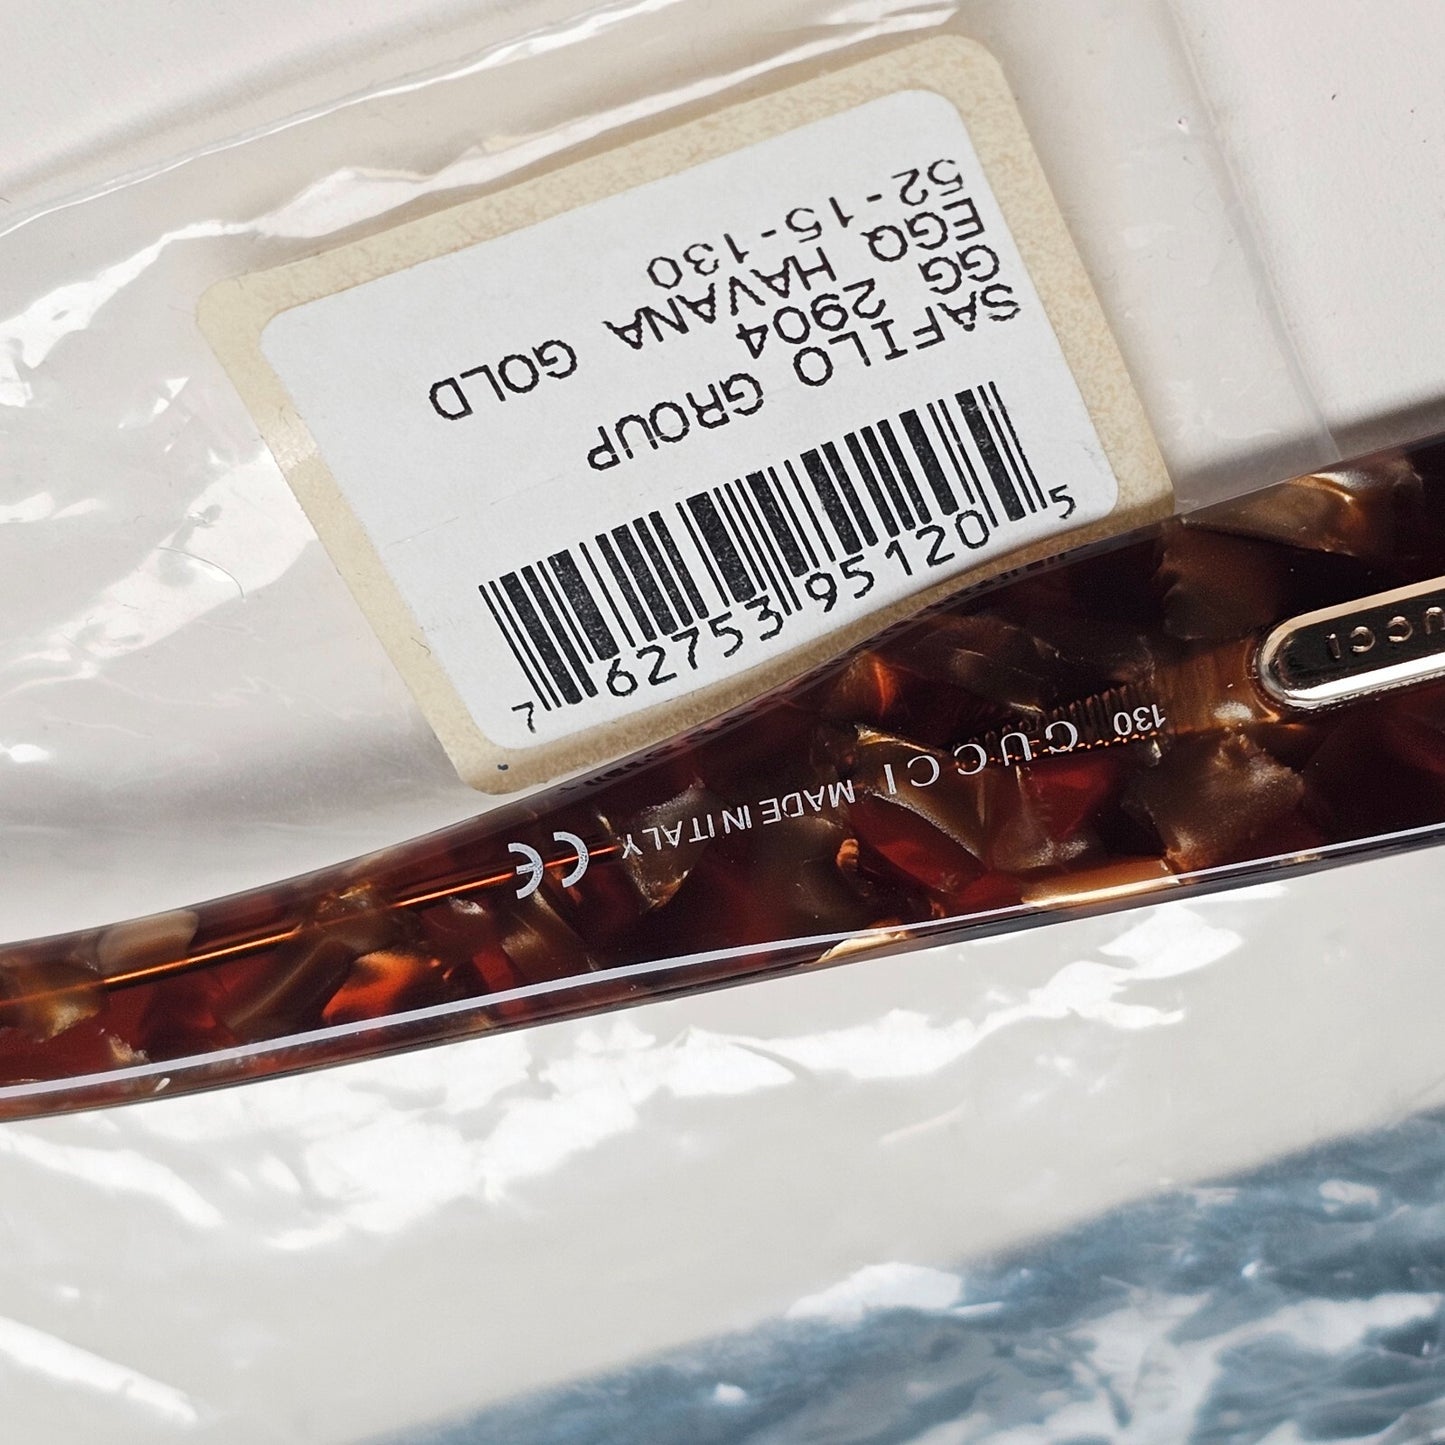 SAFILO GROUP
GG 2904
EGQ HAVANA GOLD
52-15-130
7 62753 95120 5
130 GUCCI MADE IN ITALY CE
UCCI